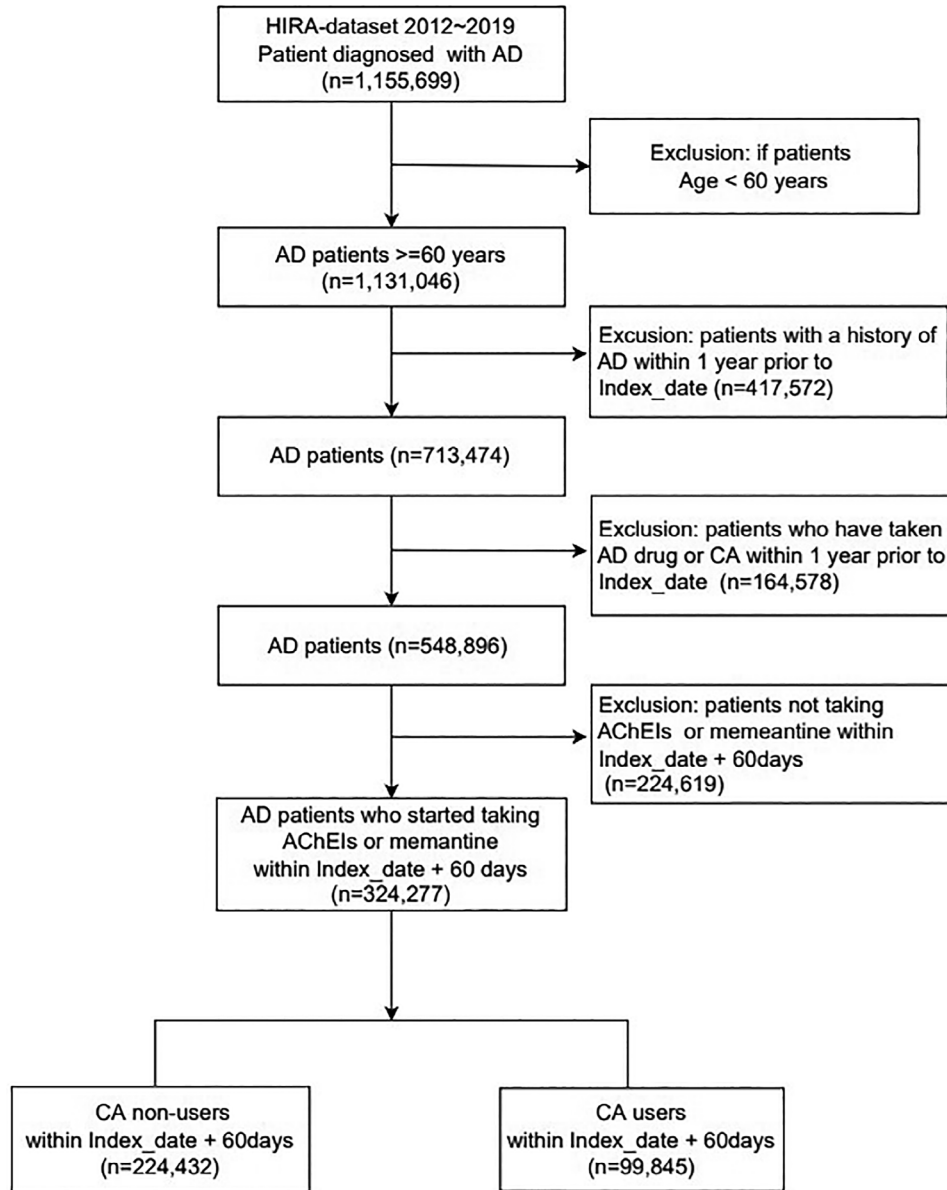 HIRA-dataset 2012~2019
Patient diagnosed with AD
(n=1,155,699)
Exclusion: if patients
Age < 60 years
AD patients >=60 years
(n=1,131,046)
Excusion: patients with a history of
AD within 1 year prior to
Index_date (n=417,572)
AD patients (n=713,474)
Exclusion: patients who have taken
AD drug or CA within 1 year prior to
Index_date (n=164,578)
AD patients (n=548,896)
Exclusion: patients not taking
AChEIs or memeantine within
Index_date + 60days
(n=224,619)
AD patients who started taking
AChEIs or memantine
within Index_date + 60 days
(n=324,277)
CA non-users
within Index_date + 60days
(n=224,432)
CA users
within Index_date + 60days
(n=99,845)